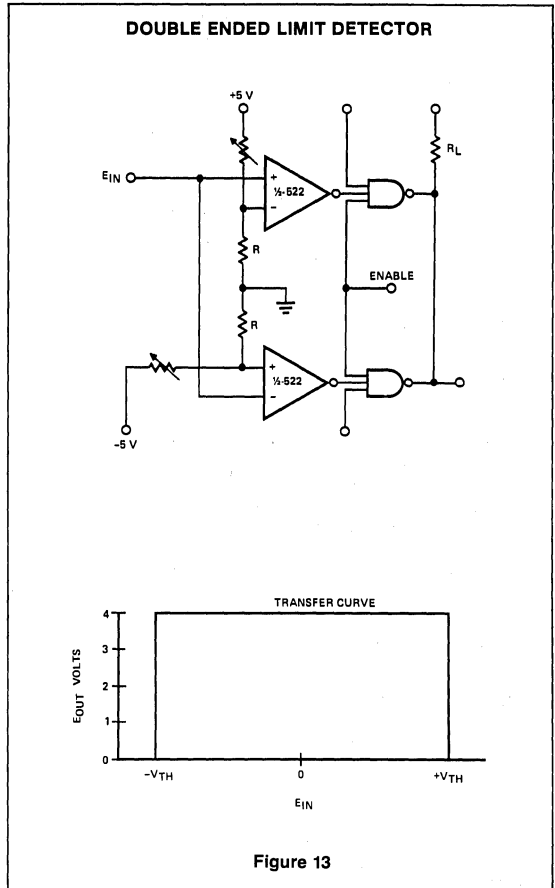 DOUBLE ENDED LIMIT DETECTOR
+5 V
RL
EIN
+
½-522
−
R
ENABLE
R
+
½-522
−
−5 V
TRANSFER CURVE
4
3
2
1
0
EOUT VOLTS
−VTH
0
+VTH
EIN
Figure 13